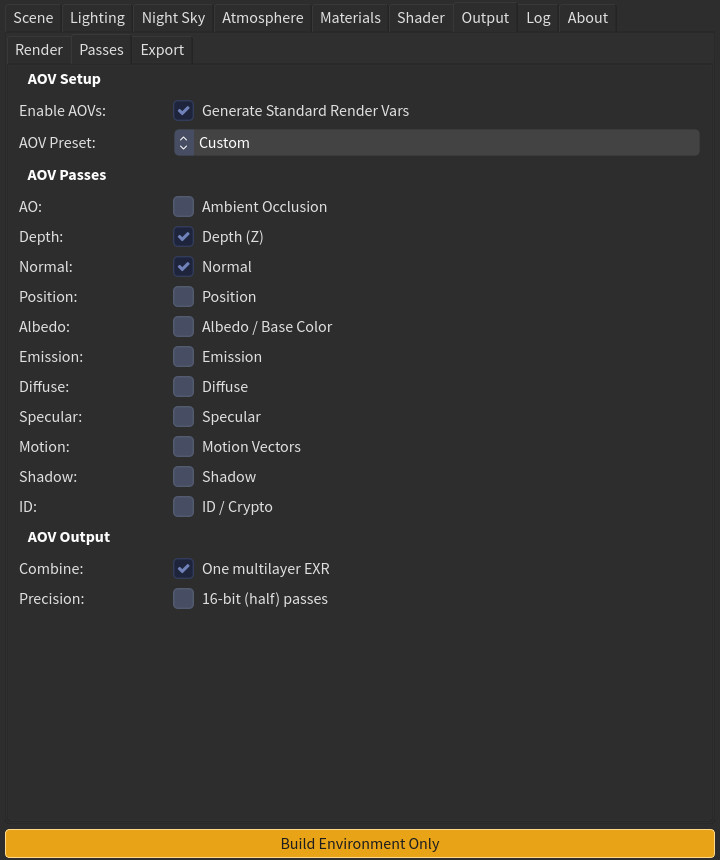 Scene Lighting Night Sky Atmosphere Materials Shader Output Log About
Render Passes Export
AOV Setup
Enable AOVs: Generate Standard Render Vars
AOV Preset: Custom
AOV Passes
AO: Ambient Occlusion
Depth: Depth (Z)
Normal: Normal
Position: Position
Albedo: Albedo / Base Color
Emission: Emission
Diffuse: Diffuse
Specular: Specular
Motion: Motion Vectors
Shadow: Shadow
ID: ID / Crypto
AOV Output
Combine: One multilayer EXR
Precision: 16-bit (half) passes
Build Environment Only